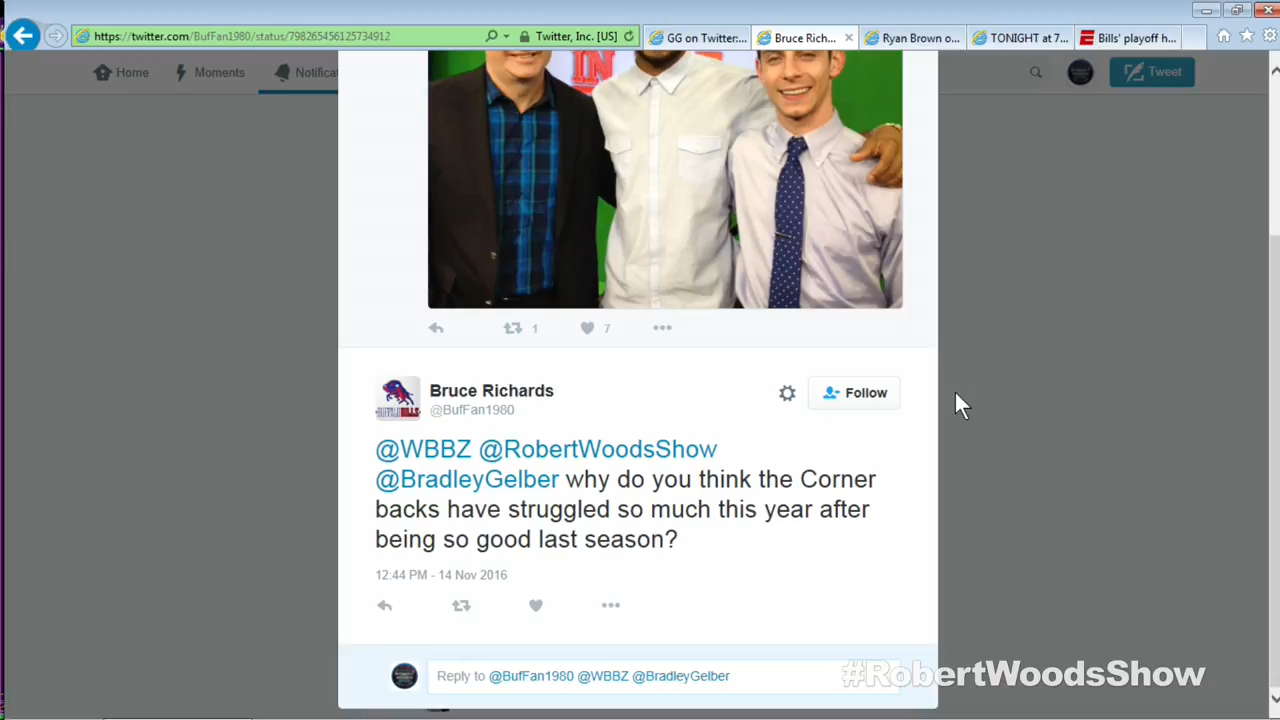 https://twitter.com/BufFan1980/status/798265456125734912
Twitter, Inc. [US]
GG on Twitter:...
Bruce Rich...
Ryan Brown o...
TONIGHT at 7...
Bills' playoff h...
Home
Moments
Notificat
Tweet
IN
1
7
Bruce Richards
@BufFan1980
Follow
@WBBZ @RobertWoodsShow
@BradleyGelber why do you think the Corner
backs have struggled so much this year after
being so good last season?
12:44 PM - 14 Nov 2016
Reply to @BufFan1980 @WBBZ @BradleyGelber
#RobertWoodsShow